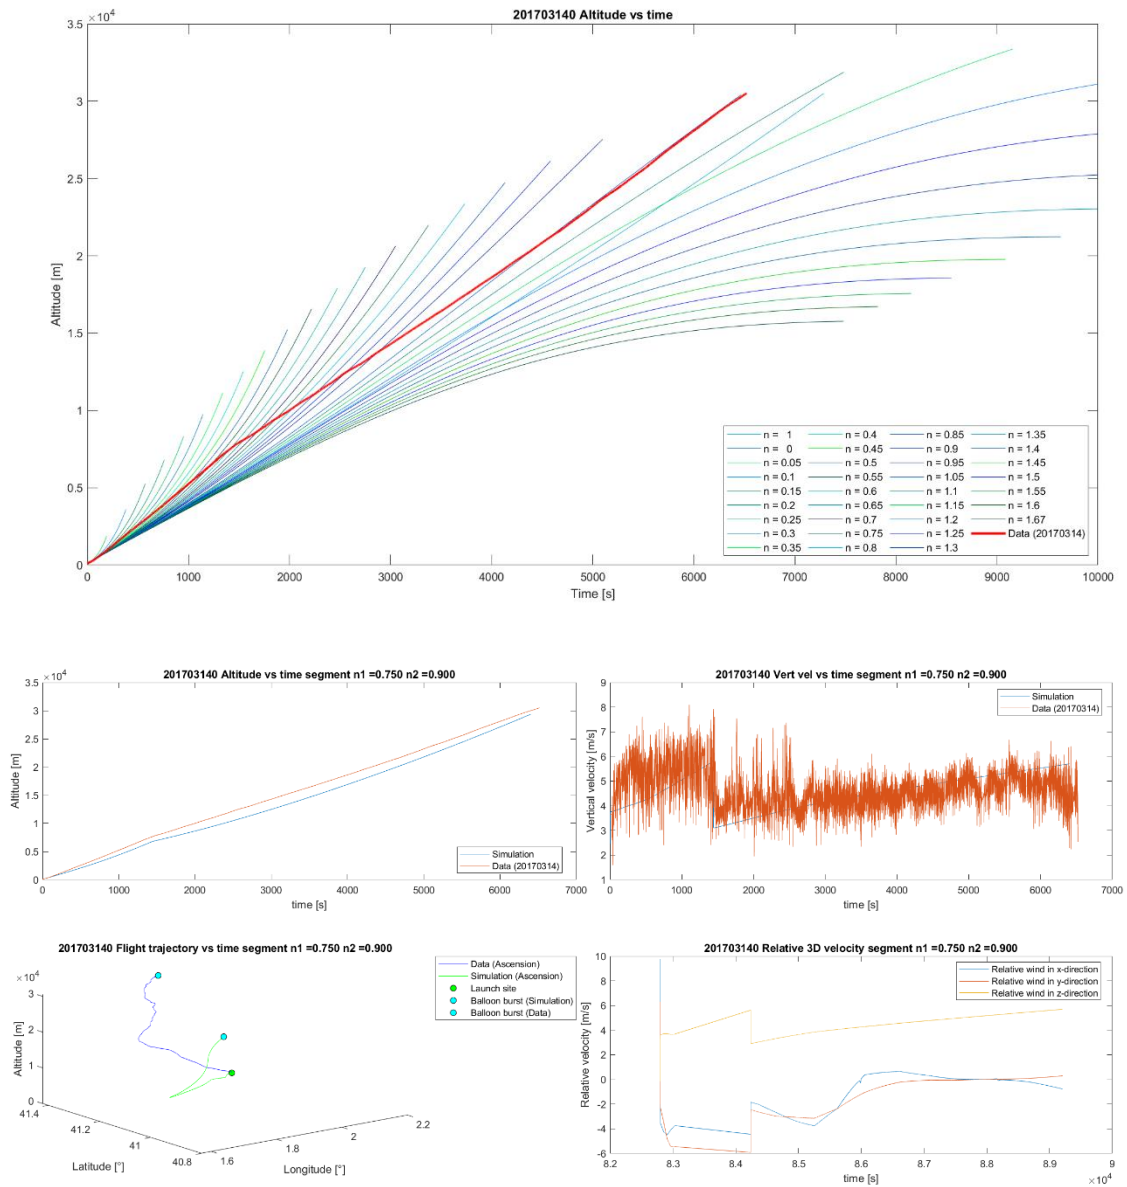 201703140 Altitude vs time
3.5 ×10⁴
3
2.5
2
1.5
1
0.5
0
Altitude [m]
0 1000 2000 3000 4000 5000 6000 7000 8000 9000 10000
Time [s]
n = 1 n = 0.4 n = 0.85 n = 1.35
n = 0 n = 0.45 n = 0.9 n = 1.4
n = 0.05 n = 0.5 n = 0.95 n = 1.45
n = 0.1 n = 0.55 n = 1.05 n = 1.5
n = 0.15 n = 0.6 n = 1.1 n = 1.55
n = 0.2 n = 0.65 n = 1.15 n = 1.6
n = 0.25 n = 0.7 n = 1.2 n = 1.67
n = 0.3 n = 0.75 n = 1.25 Data (20170314)
n = 0.35 n = 0.8 n = 1.3
201703140 Altitude vs time segment n1 =0.750 n2 =0.900
3.5 ×10⁴
3
2.5
2
1.5
1
0.5
0
Altitude [m]
Simulation
Data (20170314)
0 1000 2000 3000 4000 5000 6000 7000
time [s]
201703140 Vert vel vs time segment n1 =0.750 n2 =0.900
9
8
7
6
5
4
3
2
1
Vertical velocity [m/s]
Simulation
Data (20170314)
0 1000 2000 3000 4000 5000 6000 7000
time [s]
201703140 Flight trajectory vs time segment n1 =0.750 n2 =0.900
×10⁴
3
2
1
0
Altitude [m]
41.4
41.2
41
40.8
Latitude [°]
1.6
1.8
2
2.2
Longitude [°]
Data (Ascension)
Simulation (Ascension)
Launch site
Balloon burst (Simulation)
Balloon burst (Data)
201703140 Relative 3D velocity segment n1 =0.750 n2 =0.900
10
8
6
4
2
0
-2
-4
-6
Relative velocity [m/s]
Relative wind in x-direction
Relative wind in y-direction
Relative wind in z-direction
8.2 8.3 8.4 8.5 8.6 8.7 8.8 8.9 9
time [s]
×10⁴